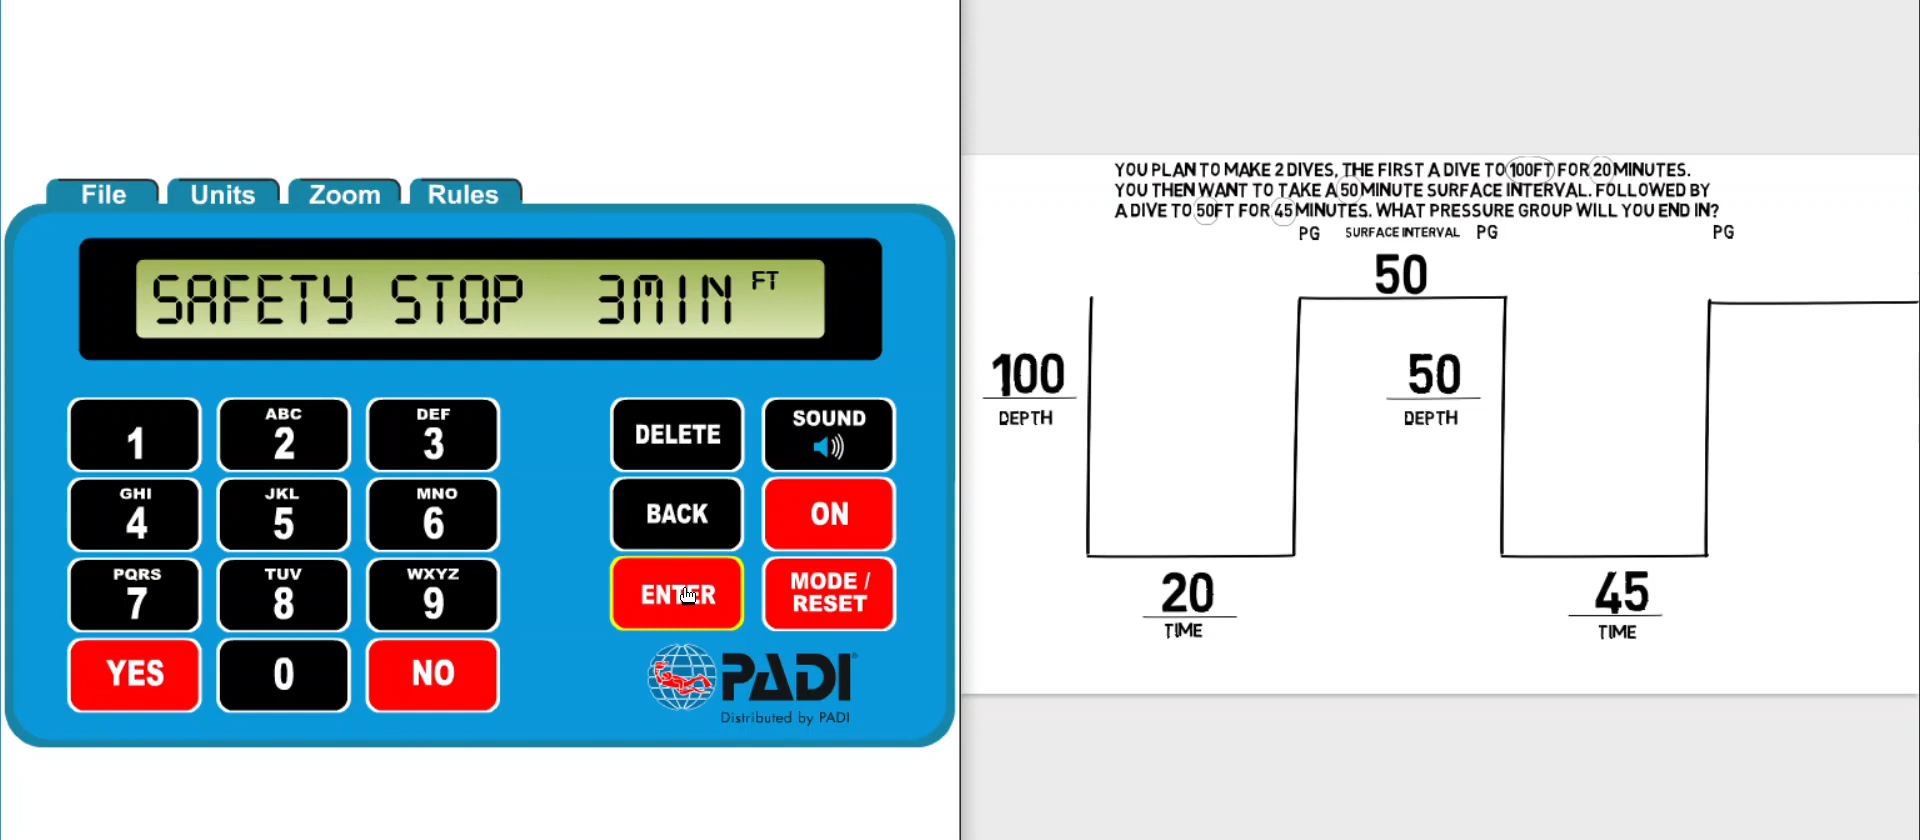 File Units Zoom Rules
SAFETY STOP 3MIN FT
1
ABC
2
DEF
3
DELETE
SOUND
GHI
4
JKL
5
MNO
6
BACK
ON
PQRS
7
TUV
8
WXYZ
9
ENTER
MODE /
RESET
YES
0
NO
PADI
Distributed by PADI
YOU PLAN TO MAKE 2 DIVES, THE FIRST A DIVE TO 100FT FOR 20 MINUTES.
YOU THEN WANT TO TAKE A 50 MINUTE SURFACE INTERVAL. FOLLOWED BY
A DIVE TO 50FT FOR 45 MINUTES. WHAT PRESSURE GROUP WILL YOU END IN?
PG SURFACE INTERVAL PG PG
50
100
DEPTH
50
DEPTH
20
TIME
45
TIME